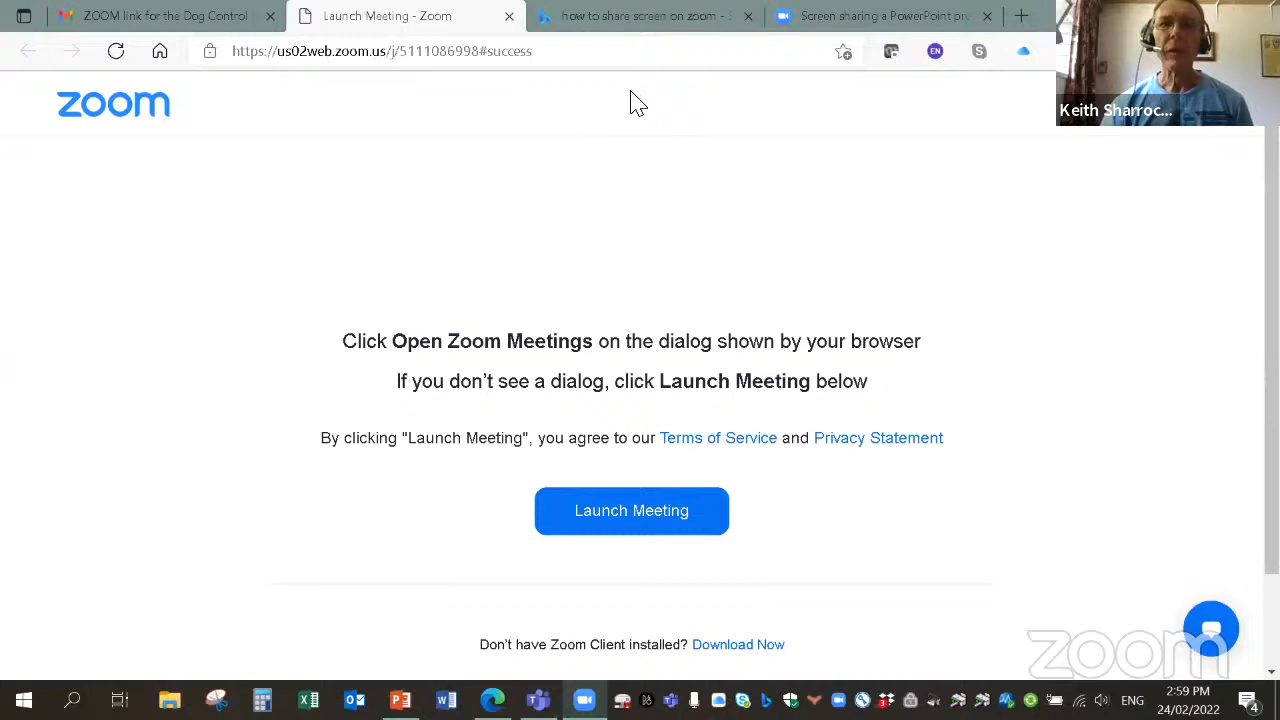 ZOOM link for the Dog Control
Launch Meeting - Zoom
how to share screen on zoom - S
Screen sharing a PowerPoint pre
https://us02web.zoom.us/j/5111086998#success
EN
zoom
Keith Sharroc...
Click Open Zoom Meetings on the dialog shown by your browser
If you don't see a dialog, click Launch Meeting below
By clicking "Launch Meeting", you agree to our Terms of Service and Privacy Statement
Launch Meeting
Don't have Zoom Client installed? Download Now
zoom
ENG
2:59 PM
24/02/2022
4